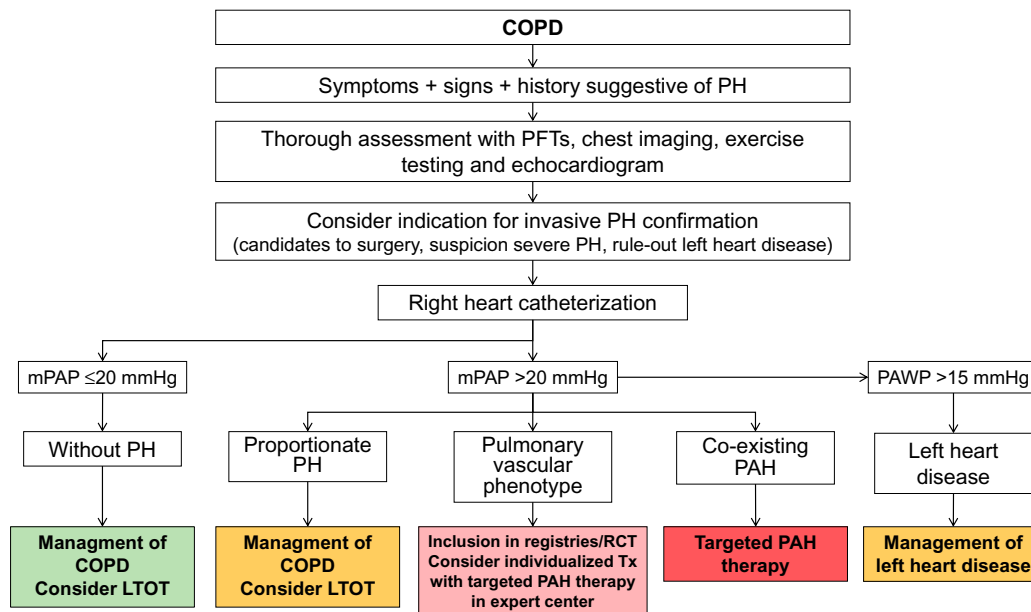 COPD
Symptoms + signs + history suggestive of PH
Thorough assessment with PFTs, chest imaging, exercise
testing and echocardiogram
Consider indication for invasive PH confirmation
(candidates to surgery, suspicion severe PH, rule-out left heart disease)
Right heart catheterization
mPAP ≤20 mmHg
mPAP >20 mmHg
PAWP >15 mmHg
Without PH
Proportionate
PH
Pulmonary
vascular
phenotype
Co-existing
PAH
Left heart
disease
Managment of
COPD
Consider LTOT
Managment of
COPD
Consider LTOT
Inclusion in registries/RCT
Consider individualized Tx
with targeted PAH therapy
in expert center
Targeted PAH
therapy
Management of
left heart disease